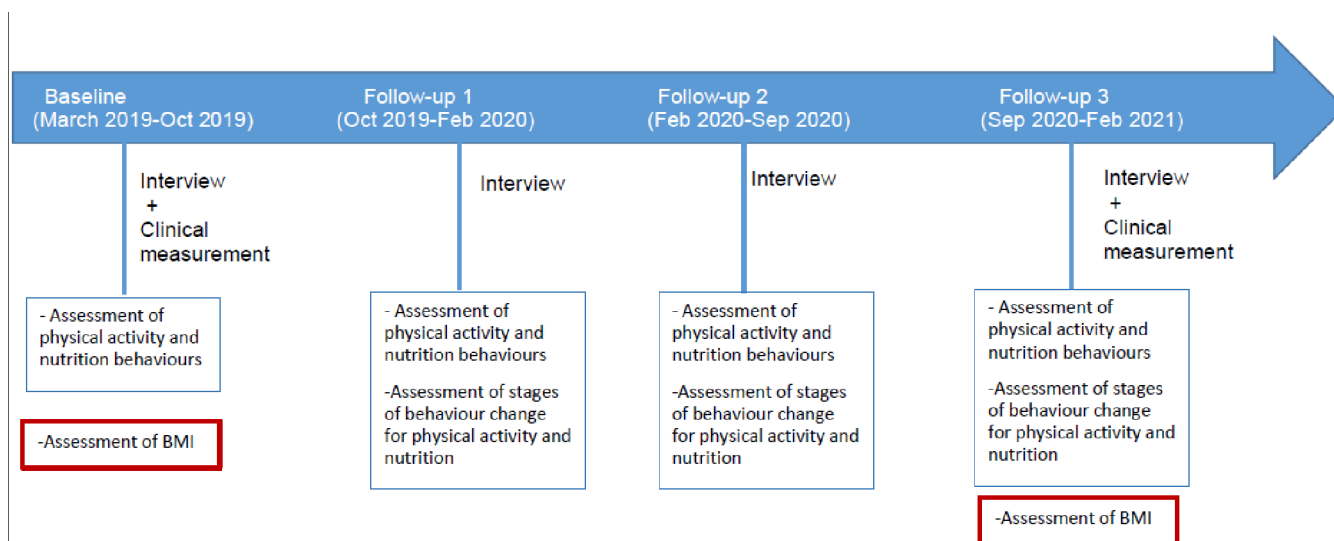 Baseline
(March 2019-Oct 2019)
Follow-up 1
(Oct 2019-Feb 2020)
Follow-up 2
(Feb 2020-Sep 2020)
Follow-up 3
(Sep 2020-Feb 2021)
Interview
+
Clinical
measurement
Interview
Interview
Interview
+
Clinical
measurement
- Assessment of
physical activity and
nutrition behaviours
-Assessment of BMI
- Assessment of
physical activity and
nutrition behaviours
-Assessment of stages
of behaviour change
for physical activity and
nutrition
- Assessment of
physical activity and
nutrition behaviours
-Assessment of stages
of behaviour change
for physical activity and
nutrition
- Assessment of
physical activity and
nutrition behaviours
-Assessment of stages
of behaviour change
for physical activity and
nutrition
-Assessment of BMI